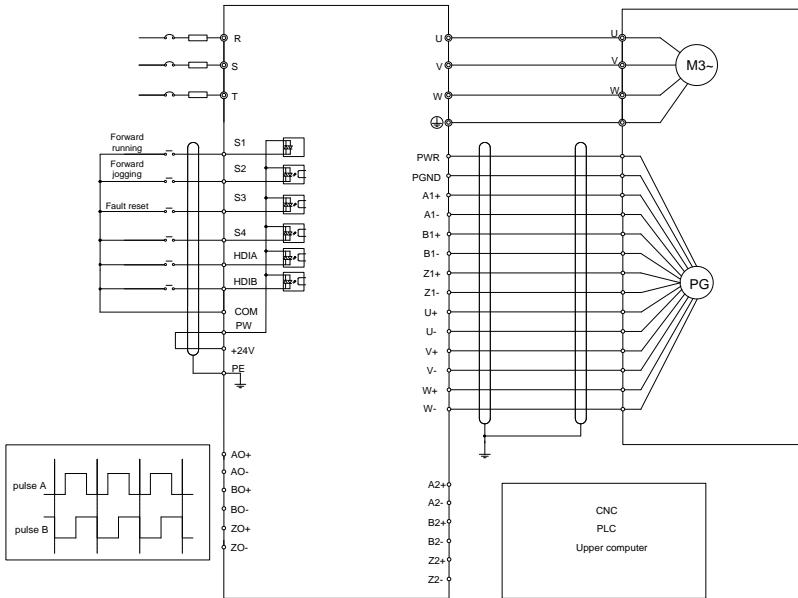 R
S
T
Forward
running
Forward
jogging
Fault reset
S1
S2
S3
S4
HDIA
HDIB
COM
PW
+24V
PE
U
V
W
U
V
W
M3~
PWR
PGND
A1+
A1-
B1+
B1-
Z1+
Z1-
U+
U-
V+
V-
W+
W-
PG
pulse A
pulse B
AO+
AO-
BO+
BO-
ZO+
ZO-
A2+
A2-
B2+
B2-
Z2+
Z2-
CNC
PLC
Upper computer